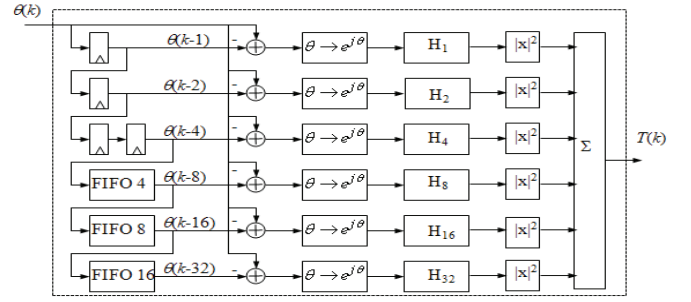 θ(k)
θ(k-1) - θ → e^{jθ} H₁ |x|²
θ(k-2) - θ → e^{jθ} H₂ |x|²
θ(k-4) - θ → e^{jθ} H₄ |x|² Σ T(k)
FIFO 4 θ(k-8) - θ → e^{jθ} H₈ |x|²
FIFO 8 θ(k-16) - θ → e^{jθ} H₁₆ |x|²
FIFO 16 θ(k-32) - θ → e^{jθ} H₃₂ |x|²